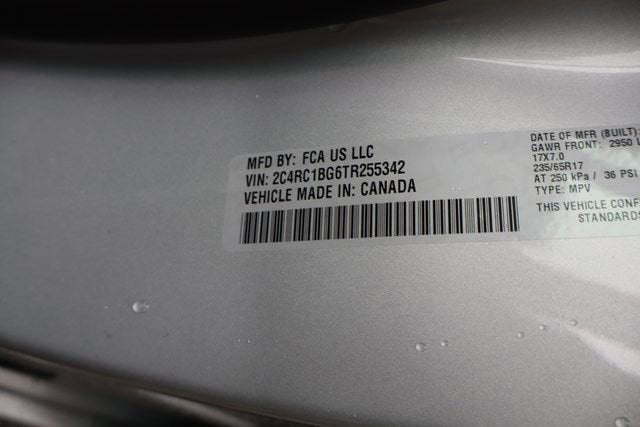 MFD BY: FCA US LLC
VIN: 2C4RC1BG6TR255342
VEHICLE MADE IN: CANADA
DATE OF MFR (BUILT):
GAWR FRONT: 2950 L
17X7.0
235/65R17
AT 250 kPa / 36 PSI
TYPE: MPV
THIS VEHICLE CONF
STANDARDS